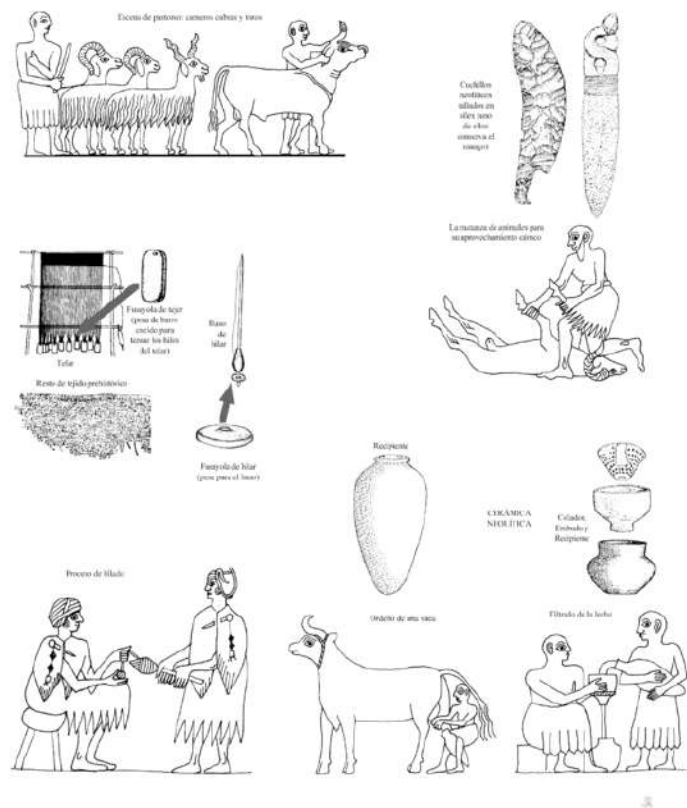 Escena de pastoreo: carneros cabras y toros
Cuchillos
neolíticos
tallados en
sílex (uno
de ellos
conserva el
mango)
La matanza de animales para
su aprovechamiento cárnico
Fusayola de tejer
(pesa de barro
cocido para
tensar los hilos
del telar)
Telar
Huso
de
hilar
Resto de tejido prehistórico
Fusayola de hilar
(pesa para el huso)
Recipiente
CERÁMICA
NEOLÍTICA
Colador,
Embudo y
Recipiente
Proceso de hilado
Ordeño de una vaca
Filtrado de la leche